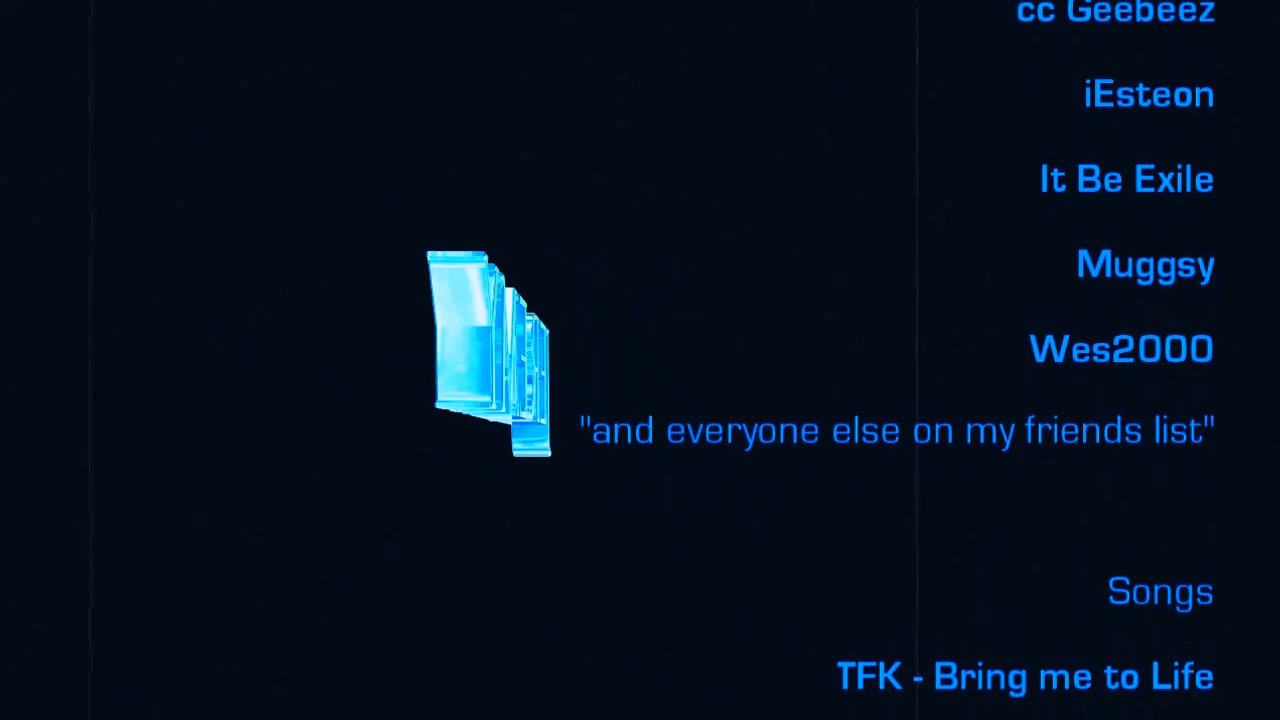 cc Geebeez
iEsteon
It Be Exile
Muggsy
Wes2000
"and everyone else on my friends list"
Songs
TFK - Bring me to Life